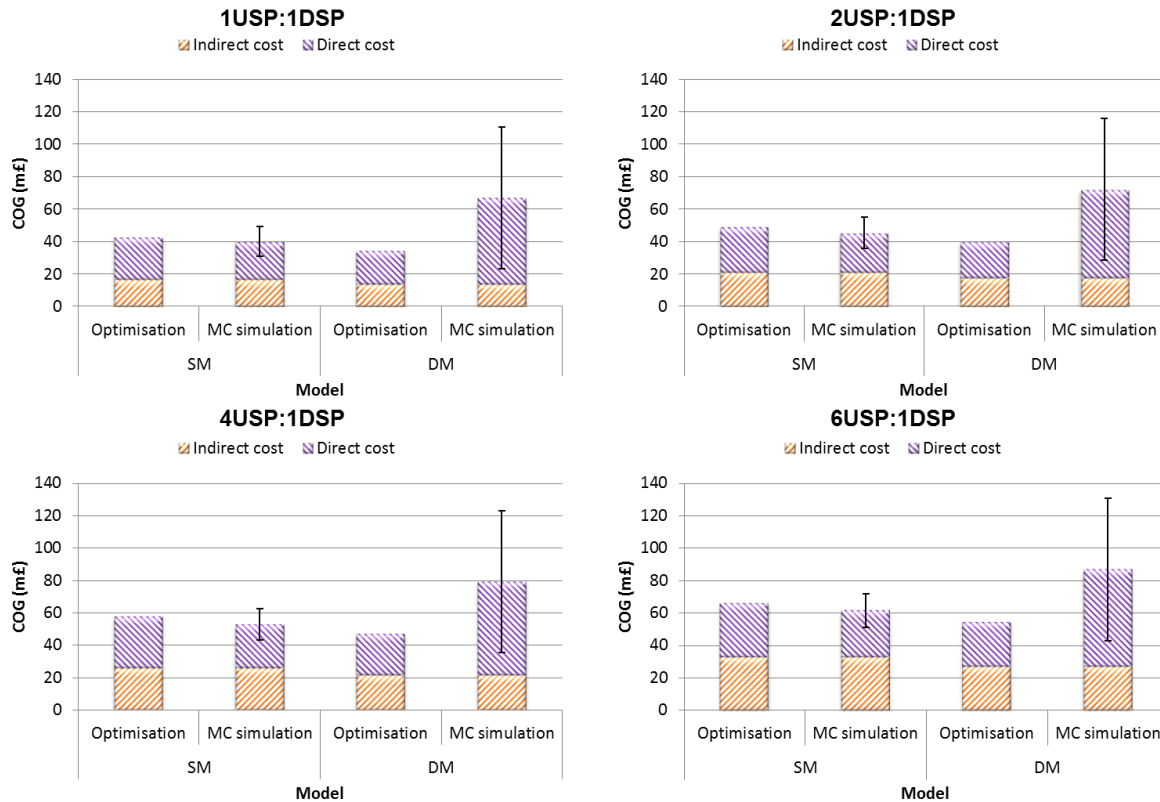 1USP:1DSP
Indirect cost Direct cost
COG (m£)
140
120
100
80
60
40
20
0
Optimisation MC simulation Optimisation MC simulation
SM DM
Model
2USP:1DSP
Indirect cost Direct cost
COG (m£)
140
120
100
80
60
40
20
0
Optimisation MC simulation Optimisation MC simulation
SM DM
Model
4USP:1DSP
Indirect cost Direct cost
COG (m£)
140
120
100
80
60
40
20
0
Optimisation MC simulation Optimisation MC simulation
SM DM
Model
6USP:1DSP
Indirect cost Direct cost
COG (m£)
140
120
100
80
60
40
20
0
Optimisation MC simulation Optimisation MC simulation
SM DM
Model